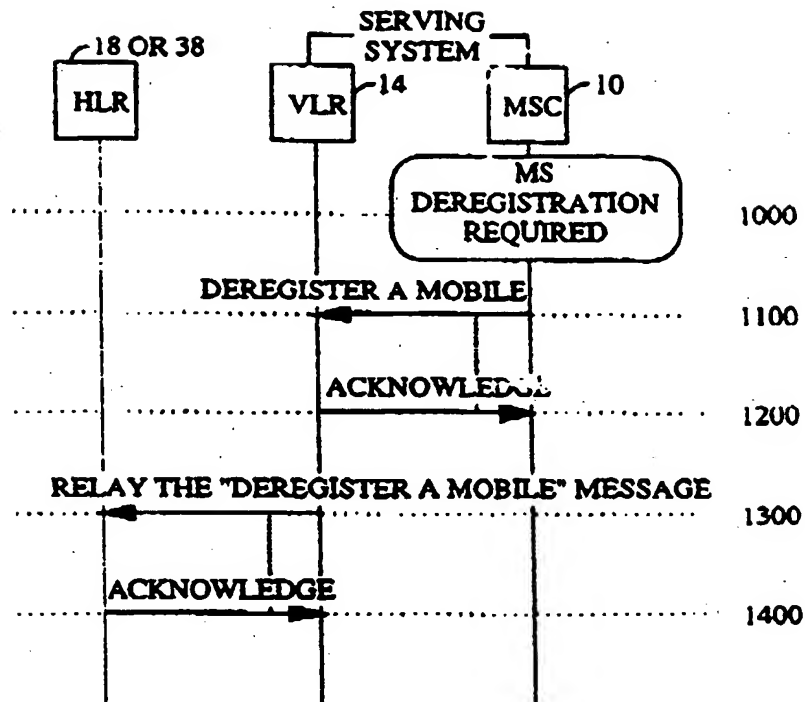 SERVING
SYSTEM
18 OR 38
14
10
HLR
VLR
MSC
MS
DEREGISTRATION
REQUIRED
1000
DEREGISTER A MOBILE
1100
ACKNOWLEDGE
1200
RELAY THE "DEREGISTER A MOBILE" MESSAGE
1300
ACKNOWLEDGE
1400